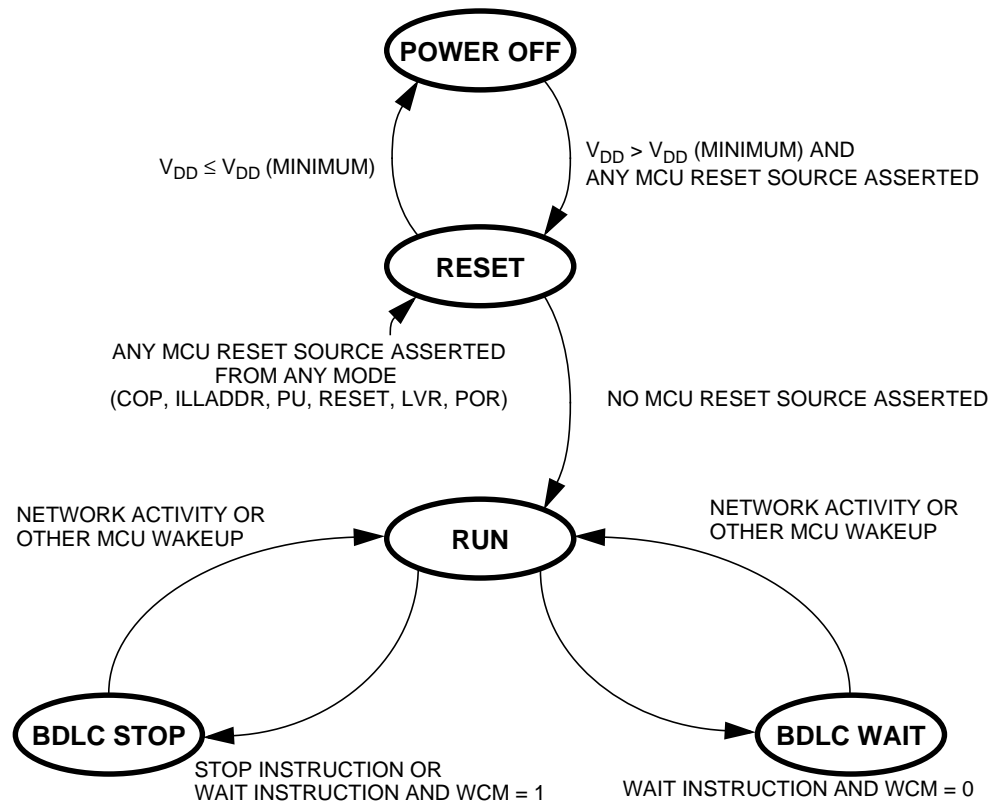 POWER OFF
V_DD ≤ V_DD (MINIMUM)
V_DD > V_DD (MINIMUM) AND
ANY MCU RESET SOURCE ASSERTED
RESET
ANY MCU RESET SOURCE ASSERTED
FROM ANY MODE
(COP, ILLADDR, PU, RESET, LVR, POR)
NO MCU RESET SOURCE ASSERTED
NETWORK ACTIVITY OR
OTHER MCU WAKEUP
RUN
NETWORK ACTIVITY OR
OTHER MCU WAKEUP
BDLC STOP
BDLC WAIT
STOP INSTRUCTION OR
WAIT INSTRUCTION AND WCM = 1
WAIT INSTRUCTION AND WCM = 0